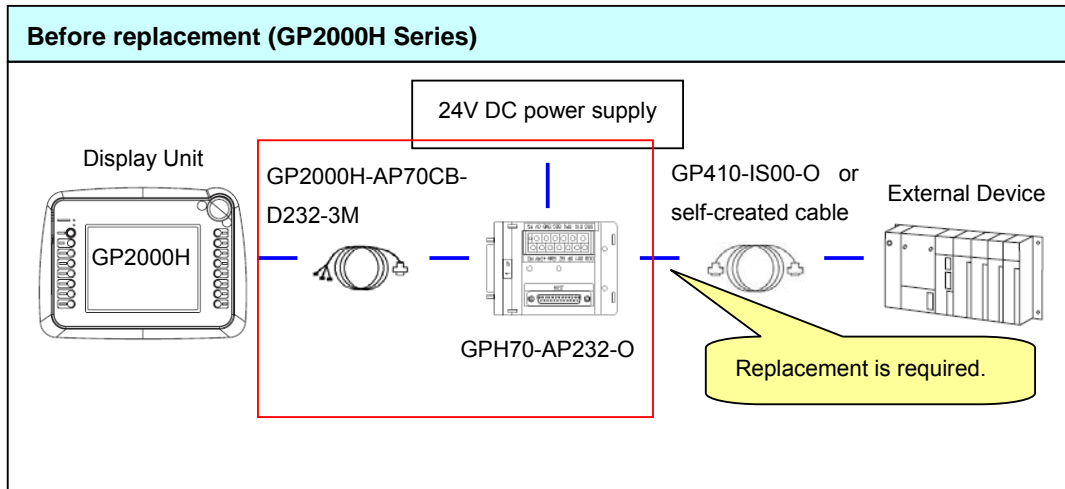 Before replacement (GP2000H Series)
24V DC power supply
Display Unit
GP2000H-AP70CB-
D232-3M
GP410-IS00-O or
self-created cable
External Device
GP2000H
GPH70-AP232-O
Replacement is required.